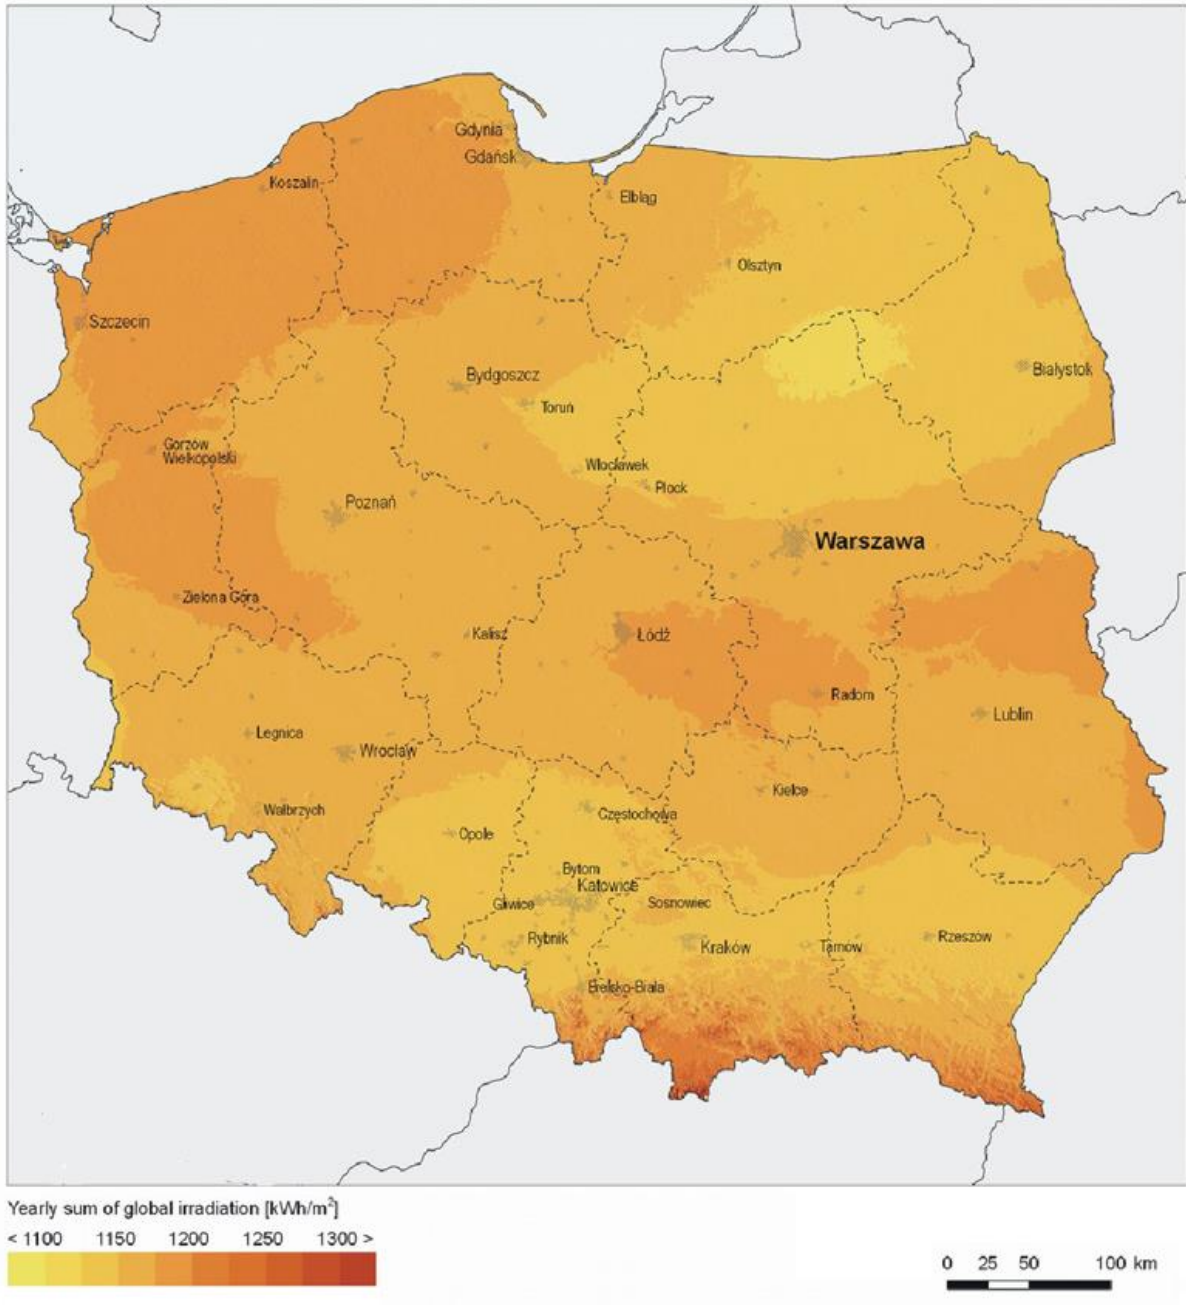 Gdynia
Gdańsk
Koszalin
Elbląg
Olsztyn
Szczecin
Białystok
Bydgoszcz
Toruń
Gorzów
Wielkopolski
Włocławek
Płock
Poznań
Warszawa
Zielona Góra
Kalisz
Łódź
Radom
Lublin
Legnica
Wrocław
Kielce
Wałbrzych
Częstochowa
Opole
Bytom
Katowice
Gliwice
Sosnowiec
Rybnik
Kraków
Tarnów
Rzeszów
Bielsko-Biała
Yearly sum of global irradiation [kWh/m²]
< 1100 1150 1200 1250 1300 >
0 25 50 100 km